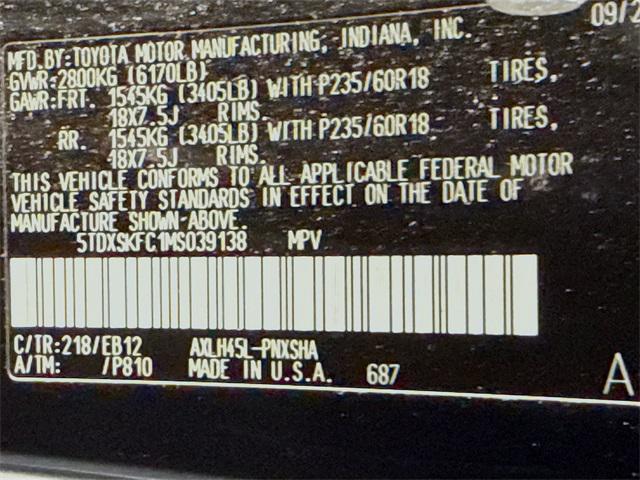 09/2
MFD.BY:TOYOTA MOTOR MANUFACTURING, INDIANA, INC.
GVWR:2800KG (6170LB)
GAWR:FRT. 1545KG (3405LB) WITH P235/60R18 TIRES,
18X7.5J RIMS.
RR. 1545KG (3405LB) WITH P235/60R18 TIRES,
18X7.5J RIMS.
THIS VEHICLE CONFORMS TO ALL APPLICABLE FEDERAL MOTOR
VEHICLE SAFETY STANDARDS IN EFFECT ON THE DATE OF
MANUFACTURE SHOWN ABOVE.
5TDXSKFC1MS039138 MPV
C/TR:218/EB12 AXLH45L-PNXSHA
A/TM: /P810 MADE IN U.S.A. 687
A